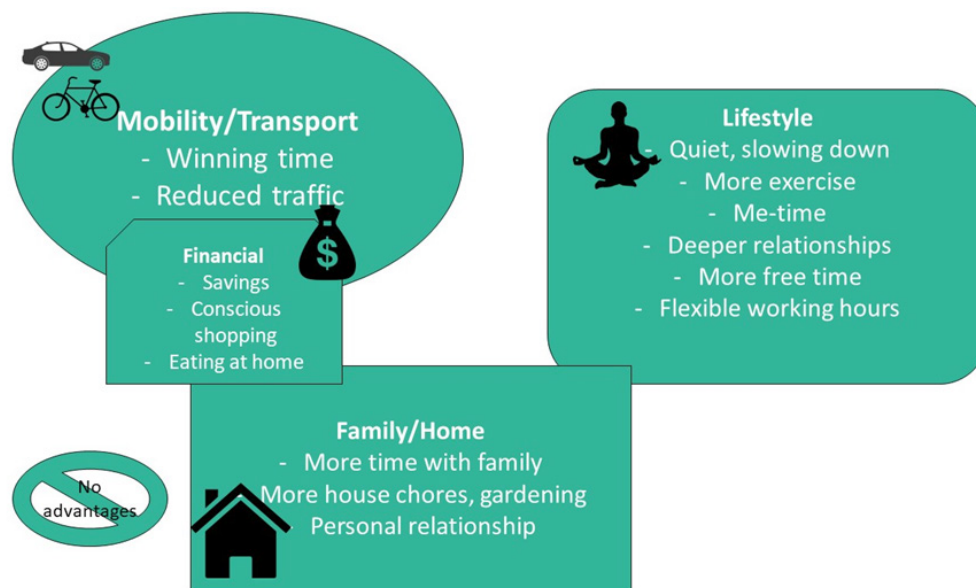 Mobility/Transport
- Winning time
- Reduced traffic
Financial
- Savings
- Conscious
shopping
- Eating at home
Lifestyle
- Quiet, slowing down
- More exercise
- Me-time
- Deeper relationships
- More free time
- Flexible working hours
Family/Home
- More time with family
More house chores, gardening
Personal relationship
No
advantages
$